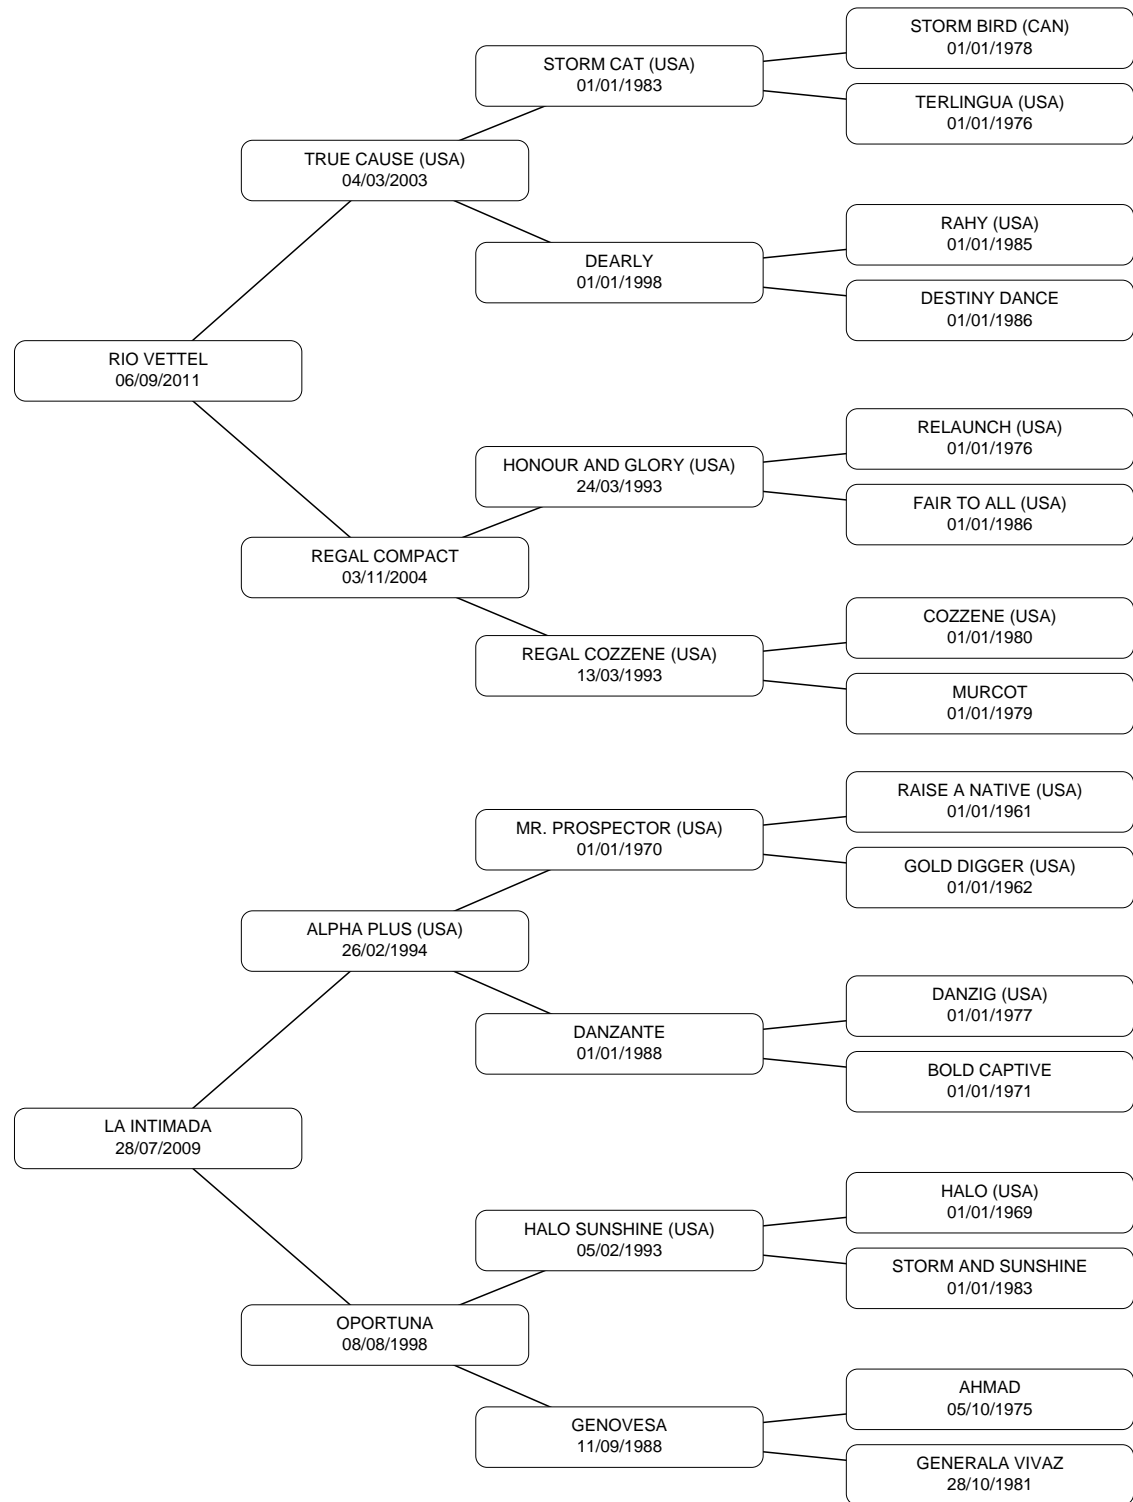 STORM BIRD (CAN)
01/01/1978
STORM CAT (USA)
01/01/1983
TERLINGUA (USA)
01/01/1976
TRUE CAUSE (USA)
04/03/2003
RAHY (USA)
01/01/1985
DEARLY
01/01/1998
DESTINY DANCE
01/01/1986
RIO VETTEL
06/09/2011
RELAUNCH (USA)
01/01/1976
HONOUR AND GLORY (USA)
24/03/1993
FAIR TO ALL (USA)
01/01/1986
REGAL COMPACT
03/11/2004
COZZENE (USA)
01/01/1980
REGAL COZZENE (USA)
13/03/1993
MURCOT
01/01/1979
RAISE A NATIVE (USA)
01/01/1961
MR. PROSPECTOR (USA)
01/01/1970
GOLD DIGGER (USA)
01/01/1962
ALPHA PLUS (USA)
26/02/1994
DANZIG (USA)
01/01/1977
DANZANTE
01/01/1988
BOLD CAPTIVE
01/01/1971
LA INTIMADA
28/07/2009
HALO (USA)
01/01/1969
HALO SUNSHINE (USA)
05/02/1993
STORM AND SUNSHINE
01/01/1983
OPORTUNA
08/08/1998
AHMAD
05/10/1975
GENOVESA
11/09/1988
GENERALA VIVAZ
28/10/1981